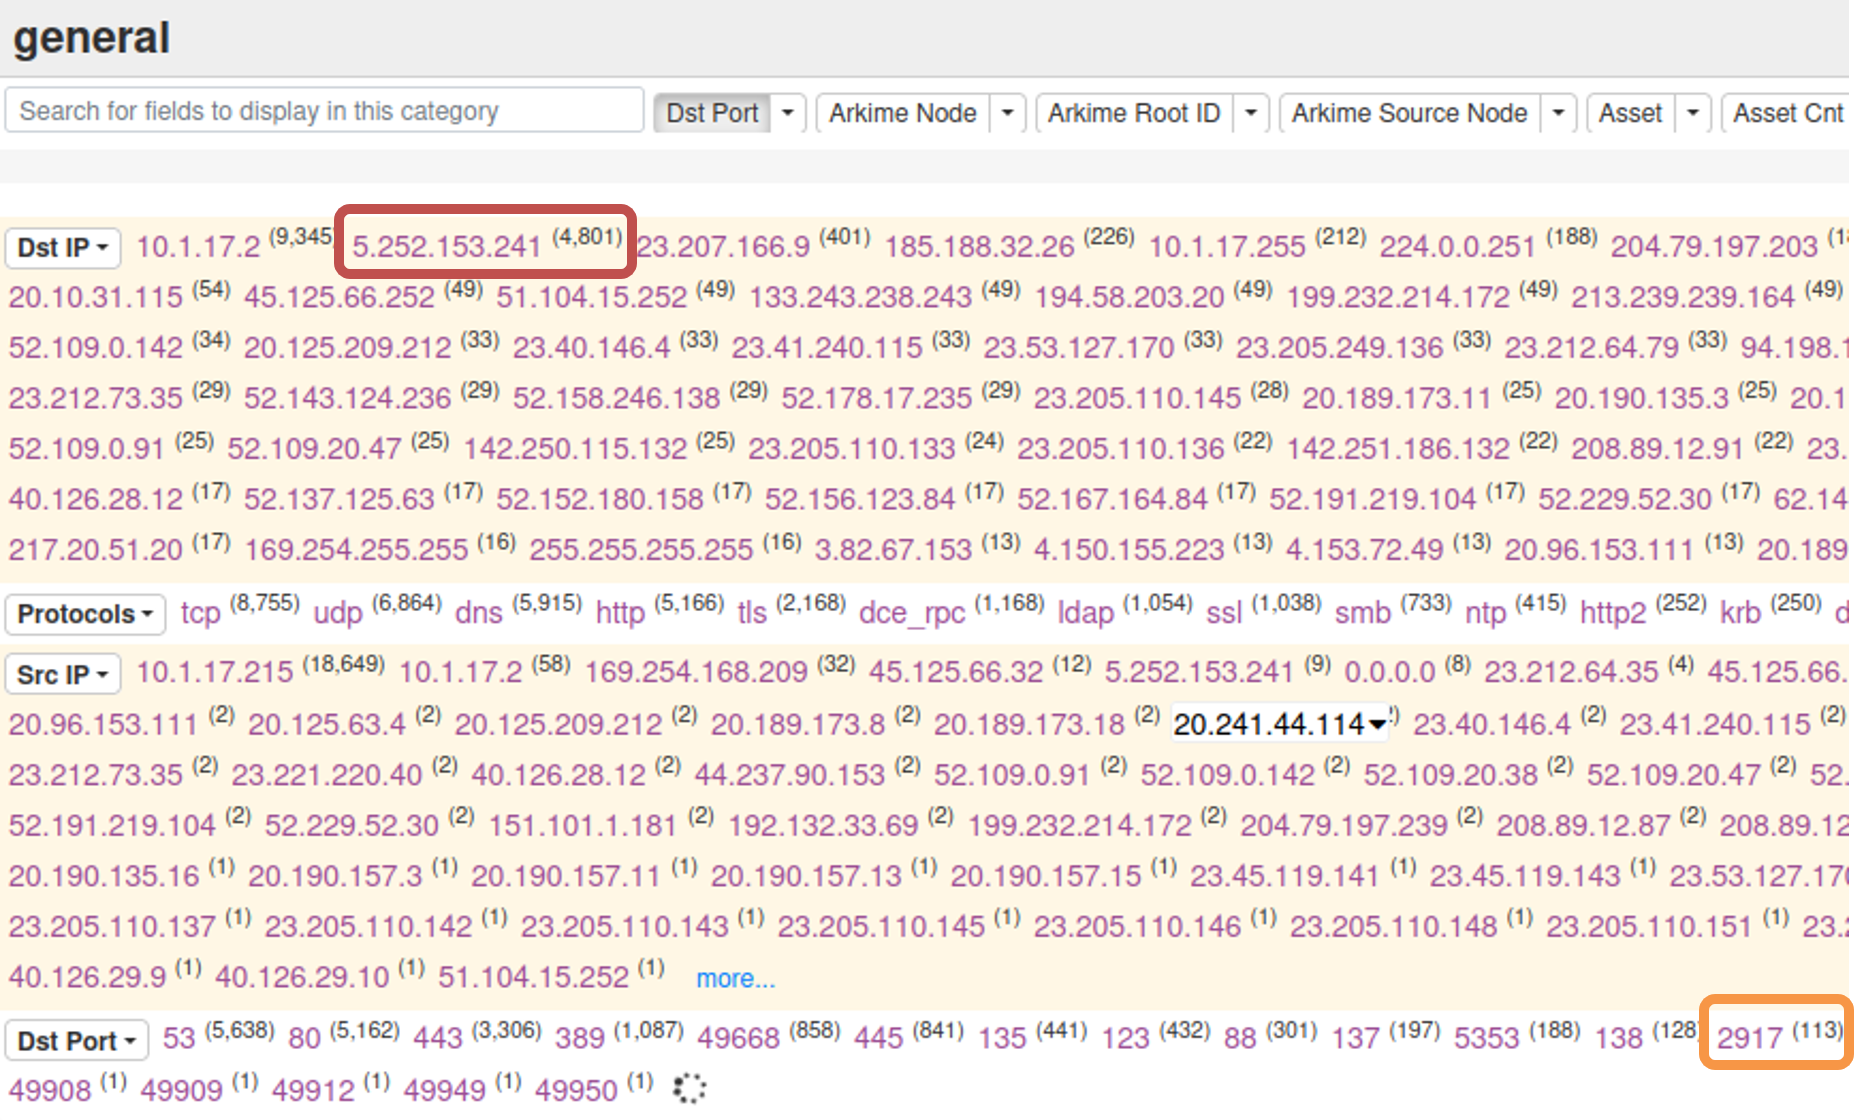 general
Search for fields to display in this category Dst Port Arkime Node Arkime Root ID Arkime Source Node Asset Asset Cnt
Dst IP 10.1.17.2 (9,345) 5.252.153.241 (4,801) 23.207.166.9 (401) 185.188.32.26 (226) 10.1.17.255 (212) 224.0.0.251 (188) 204.79.197.203
20.10.31.115 (54) 45.125.66.252 (49) 51.104.15.252 (49) 133.243.238.243 (49) 194.58.203.20 (49) 199.232.214.172 (49) 213.239.239.164 (49)
52.109.0.142 (34) 20.125.209.212 (33) 23.40.146.4 (33) 23.41.240.115 (33) 23.53.127.170 (33) 23.205.249.136 (33) 23.212.64.79 (33) 94.198.1
23.212.73.35 (29) 52.143.124.236 (29) 52.158.246.138 (29) 52.178.17.235 (29) 23.205.110.145 (28) 20.189.173.11 (25) 20.190.135.3 (25) 20.1
52.109.0.91 (25) 52.109.20.47 (25) 142.250.115.132 (25) 23.205.110.133 (24) 23.205.110.136 (22) 142.251.186.132 (22) 208.89.12.91 (22) 23.
40.126.28.12 (17) 52.137.125.63 (17) 52.152.180.158 (17) 52.156.123.84 (17) 52.167.164.84 (17) 52.191.219.104 (17) 52.229.52.30 (17) 62.14
217.20.51.20 (17) 169.254.255.255 (16) 255.255.255.255 (16) 3.82.67.153 (13) 4.150.155.223 (13) 4.153.72.49 (13) 20.96.153.111 (13) 20.189
Protocols tcp (8,755) udp (6,864) dns (5,915) http (5,166) tls (2,168) dce_rpc (1,168) ldap (1,054) ssl (1,038) smb (733) ntp (415) http2 (252) krb (250) d
Src IP 10.1.17.215 (18,649) 10.1.17.2 (58) 169.254.168.209 (32) 45.125.66.32 (12) 5.252.153.241 (9) 0.0.0.0 (8) 23.212.64.35 (4) 45.125.66.
20.96.153.111 (2) 20.125.63.4 (2) 20.125.209.212 (2) 20.189.173.8 (2) 20.189.173.18 (2) 20.241.44.114 23.40.146.4 (2) 23.41.240.115 (2)
23.212.73.35 (2) 23.221.220.40 (2) 40.126.28.12 (2) 44.237.90.153 (2) 52.109.0.91 (2) 52.109.0.142 (2) 52.109.20.38 (2) 52.109.20.47 (2) 52.
52.191.219.104 (2) 52.229.52.30 (2) 151.101.1.181 (2) 192.132.33.69 (2) 199.232.214.172 (2) 204.79.197.239 (2) 208.89.12.87 (2) 208.89.12
20.190.135.16 (1) 20.190.157.3 (1) 20.190.157.11 (1) 20.190.157.13 (1) 20.190.157.15 (1) 23.45.119.141 (1) 23.45.119.143 (1) 23.53.127.170
23.205.110.137 (1) 23.205.110.142 (1) 23.205.110.143 (1) 23.205.110.145 (1) 23.205.110.146 (1) 23.205.110.148 (1) 23.205.110.151 (1) 23.2
40.126.29.9 (1) 40.126.29.10 (1) 51.104.15.252 (1) more...
Dst Port 53 (5,638) 80 (5,162) 443 (3,306) 389 (1,087) 49668 (858) 445 (841) 135 (441) 123 (432) 88 (301) 137 (197) 5353 (188) 138 (128) 2917 (113)
49908 (1) 49909 (1) 49912 (1) 49949 (1) 49950 (1)